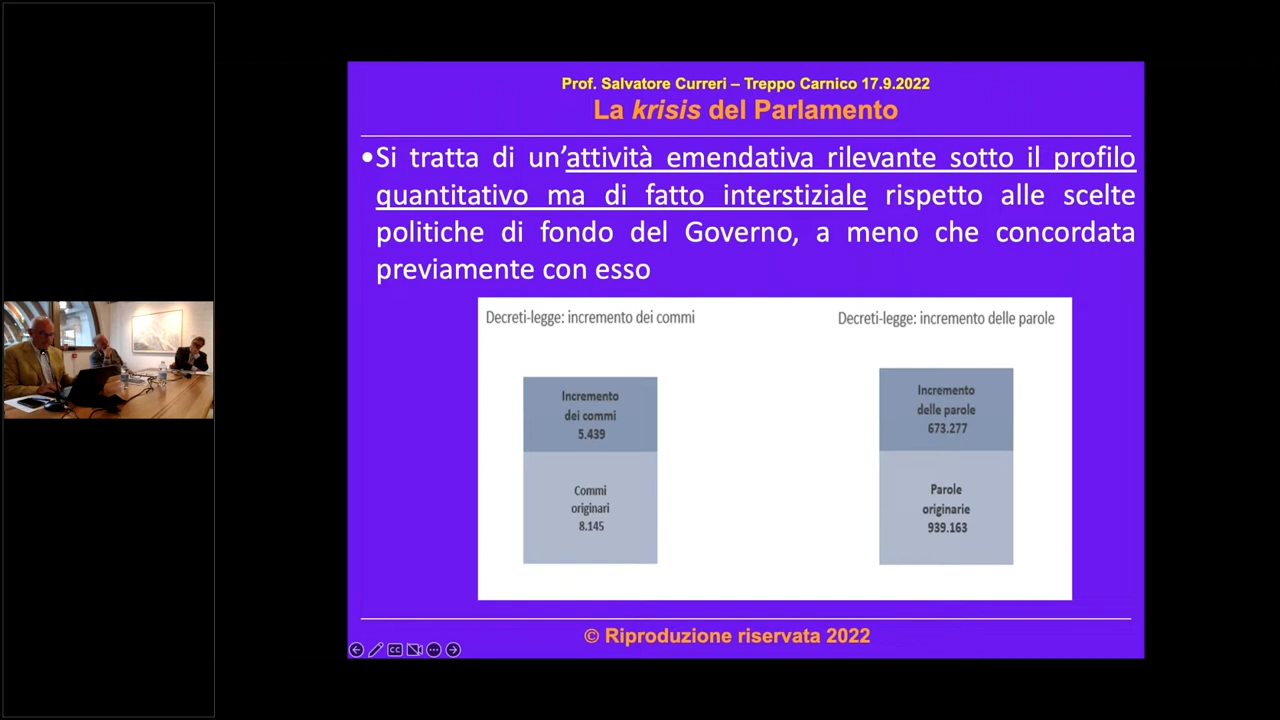 Prof. Salvatore Curreri – Treppo Carnico 17.9.2022
La krisis del Parlamento
•Si tratta di un’attività emendativa rilevante sotto il profilo
quantitativo ma di fatto interstiziale rispetto alle scelte
politiche di fondo del Governo, a meno che concordata
previamente con esso
Decreti-legge: incremento dei commi
Incremento
dei commi
5.439
Commi
originari
8.145
Decreti-legge: incremento delle parole
Incremento
delle parole
673.277
Parole
originarie
939.163
© Riproduzione riservata 2022
CC